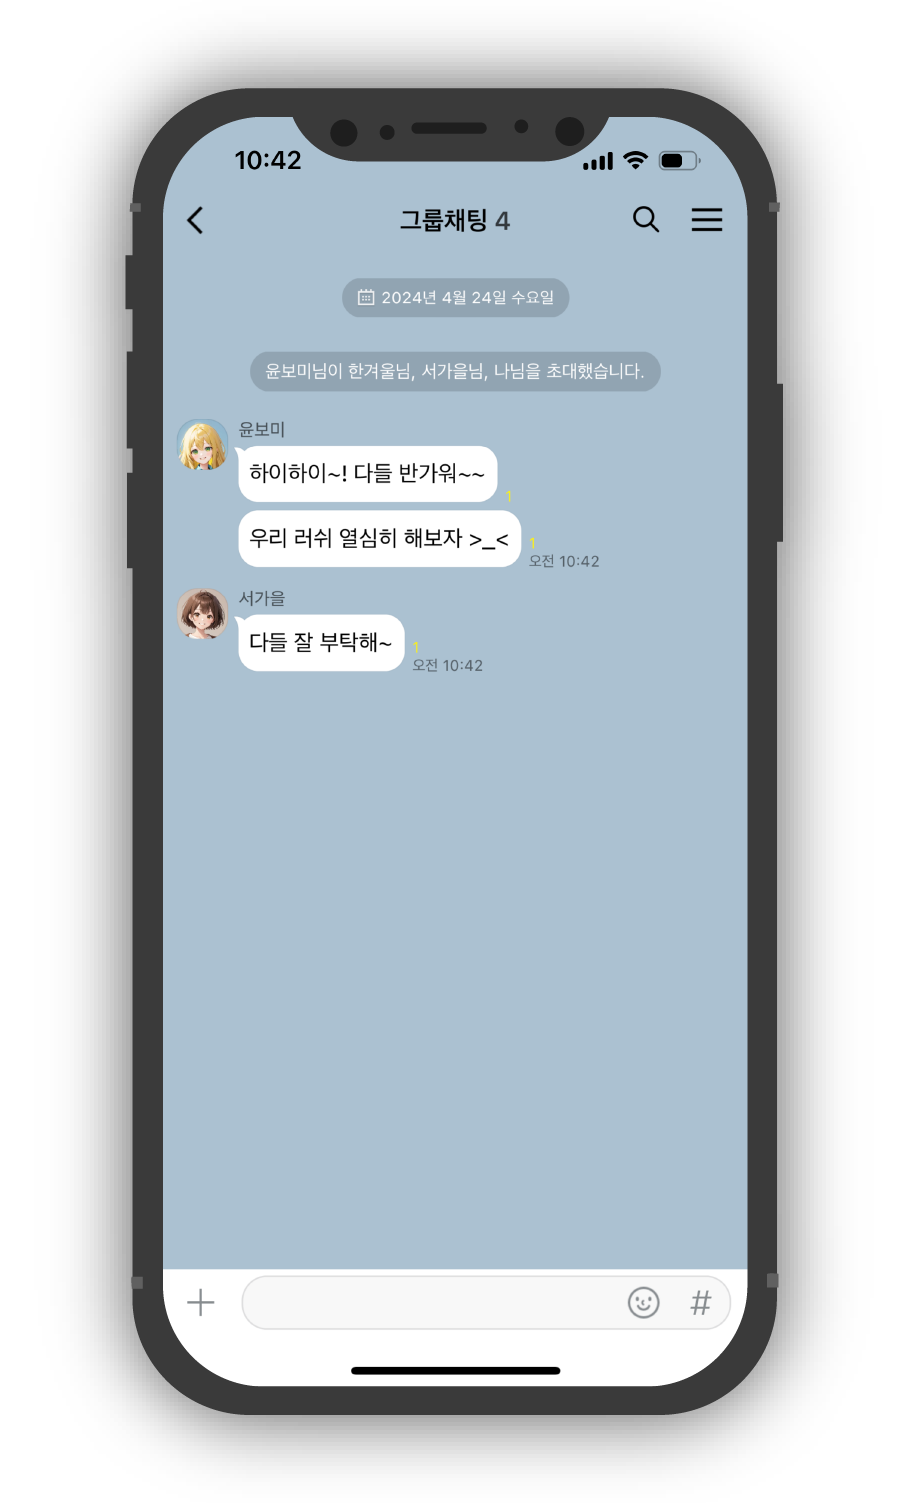 10:42
그룹채팅 4
2024년 4월 24일 수요일
윤보미님이 한겨울님, 서가을님, 나님을 초대했습니다.
윤보미
하이하이~! 다들 반가워~~
1
우리 러쉬 열심히 해보자 >_<
1
오전 10:42
서가을
다들 잘 부탁해~
1
오전 10:42
#